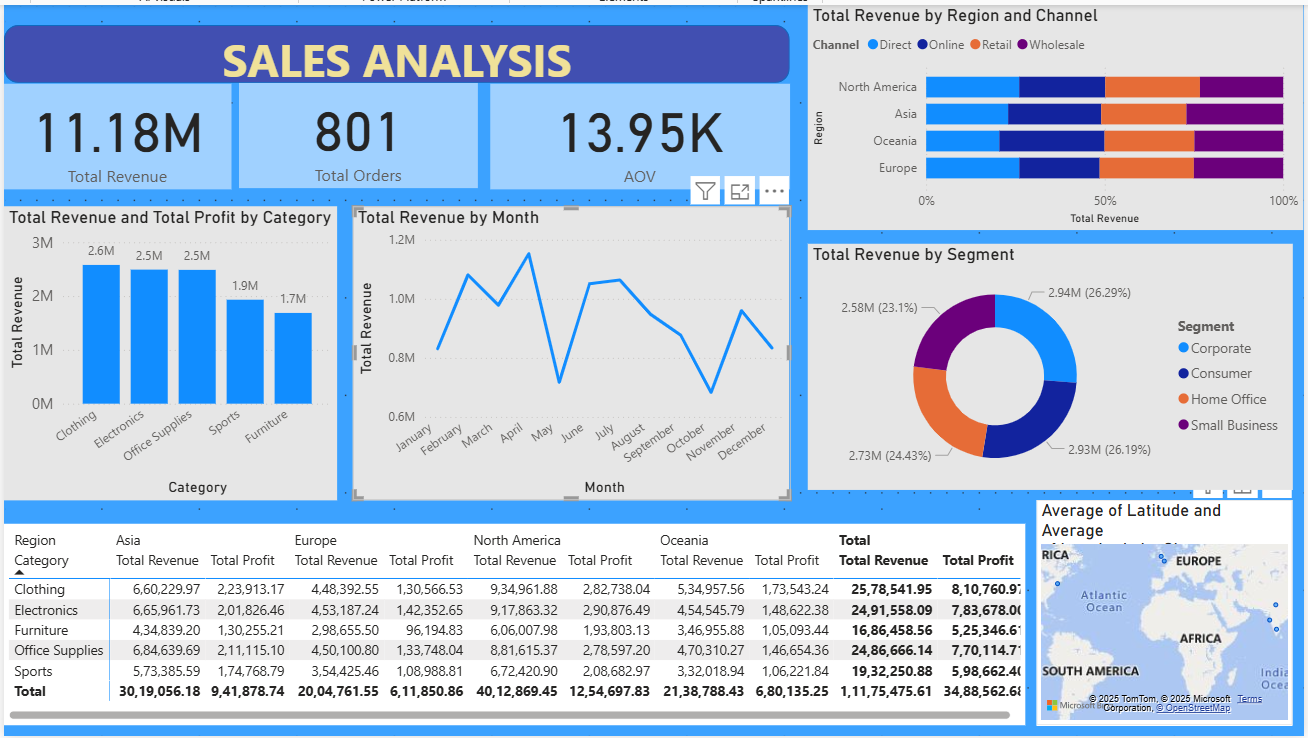 SALES ANALYSIS
11.18M
Total Revenue
801
Total Orders
13.95K
AOV
Total Revenue by Region and Channel
Channel Direct Online Retail Wholesale
Region
North America
Asia
Oceania
Europe
0% 50% 100%
Total Revenue
Total Revenue and Total Profit by Category
Total Revenue
3M
2M
1M
0M
2.6M
2.5M
2.5M
1.9M
1.7M
Clothing
Electronics
Office Supplies
Sports
Furniture
Category
Total Revenue by Month
Total Revenue
1.2M
1.0M
0.8M
0.6M
January
February
March
April
May
June
July
August
September
October
November
December
Month
Total Revenue by Segment
2.94M (26.29%)
2.93M (26.19%)
2.73M (24.43%)
2.58M (23.1%)
Segment
Corporate
Consumer
Home Office
Small Business
Region Asia Europe North America Oceania Total
Category Total Revenue Total Profit Total Revenue Total Profit Total Revenue Total Profit Total Revenue Total Profit Total Revenue Total Profit
Clothing 6,60,229.97 2,23,913.17 4,48,392.55 1,30,566.53 9,34,961.88 2,82,738.04 5,34,957.56 1,73,543.24 25,78,541.95 8,10,760.97
Electronics 6,65,961.73 2,01,826.46 4,53,187.24 1,42,352.65 9,17,863.32 2,90,876.49 4,54,545.79 1,48,622.38 24,91,558.09 7,83,678.00
Furniture 4,34,839.20 1,30,255.21 2,98,655.50 96,194.83 6,06,007.98 1,93,803.13 3,46,955.88 1,05,093.44 16,86,458.56 5,25,346.61
Office Supplies 6,84,639.69 2,11,115.10 4,50,100.80 1,33,748.04 8,81,615.37 2,78,597.20 4,70,310.27 1,46,654.36 24,86,666.14 7,70,114.7
Sports 5,73,385.59 1,74,768.79 3,54,425.46 1,08,988.81 6,72,420.90 2,08,682.97 3,32,018.94 1,06,221.84 19,32,250.88 5,98,662.40
Total 30,19,056.18 9,41,878.74 20,04,761.55 6,11,850.86 40,12,869.45 12,54,697.83 21,38,788.43 6,80,135.25 1,11,75,475.61 34,88,562.68
Average of Latitude and
Average
RICA
EUROPE
Atlantic
Ocean
AFRICA
SOUTH AMERICA
India
Ocea
© 2025 TomTom, © 2025 Microsoft Terms
Corporation, © OpenStreetMap